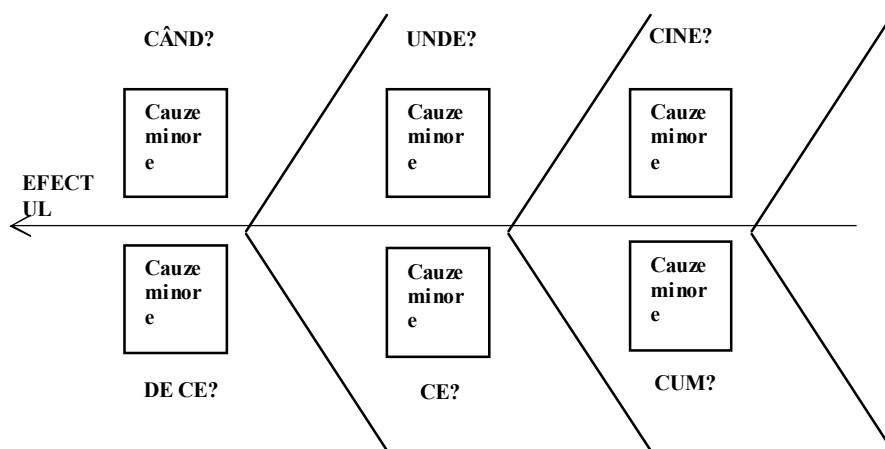 CÂND?
UNDE?
CINE?
Cauze
minor
e
Cauze
minor
e
Cauze
minor
e
EFECT
UL
Cauze
minor
e
Cauze
minor
e
Cauze
minor
e
DE CE?
CE?
CUM?